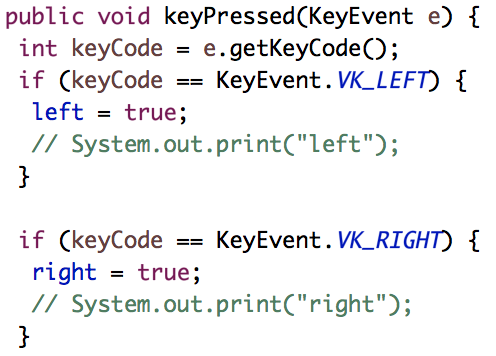 public void keyPressed(KeyEvent e) {
int keyCode = e.getKeyCode();
if (keyCode == KeyEvent.VK_LEFT) {
left = true;
// System.out.print("left");
}
if (keyCode == KeyEvent.VK_RIGHT) {
right = true;
// System.out.print("right");
}